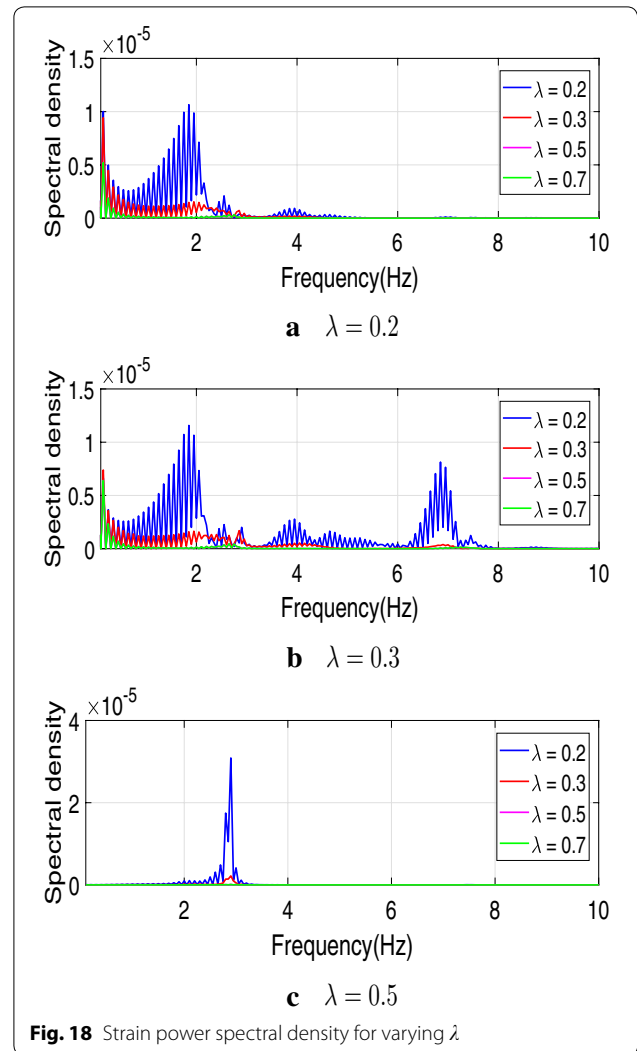 ×10-5
1.5
1
0.5
0
Spectral density
λ = 0.2
λ = 0.3
λ = 0.5
λ = 0.7
2 4 6 8 10
Frequency(Hz)
a λ = 0.2
×10-5
1.5
1
0.5
0
Spectral density
λ = 0.2
λ = 0.3
λ = 0.5
λ = 0.7
2 4 6 8 10
Frequency(Hz)
b λ = 0.3
×10-5
4
2
0
Spectral density
λ = 0.2
λ = 0.3
λ = 0.5
λ = 0.7
2 4 6 8 10
Frequency(Hz)
c λ = 0.5
Fig. 18 Strain power spectral density for varying λ